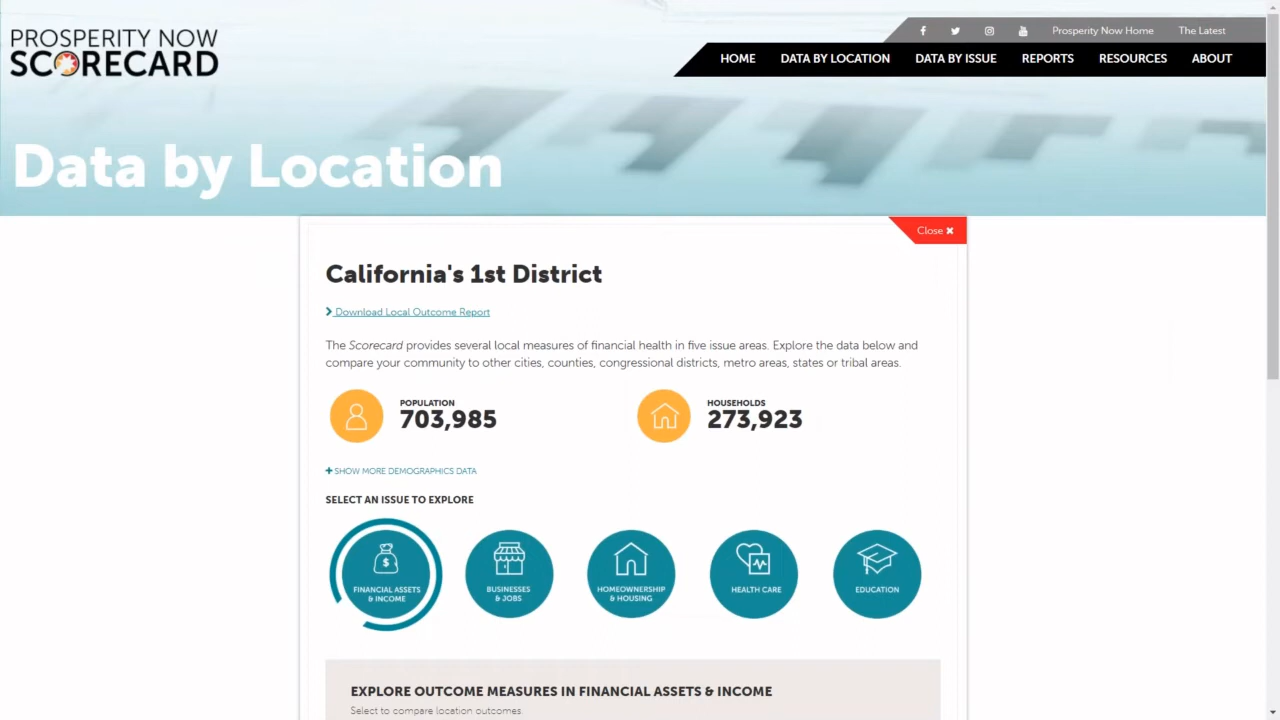 PROSPERITY NOW
SCORECARD
Prosperity Now Home The Latest
HOME DATA BY LOCATION DATA BY ISSUE REPORTS RESOURCES ABOUT
Data by Location
Close ✖
California's 1st District
Download Local Outcome Report
The Scorecard provides several local measures of financial health in five issue areas. Explore the data below and
compare your community to other cities, counties, congressional districts, metro areas, states or tribal areas.
POPULATION
703,985
HOUSEHOLDS
273,923
+ SHOW MORE DEMOGRAPHICS DATA
SELECT AN ISSUE TO EXPLORE
FINANCIAL ASSETS
& INCOME
BUSINESSES
& JOBS
HOMEOWNERSHIP
& HOUSING
HEALTH CARE
EDUCATION
EXPLORE OUTCOME MEASURES IN FINANCIAL ASSETS & INCOME
Select to compare location outcomes.